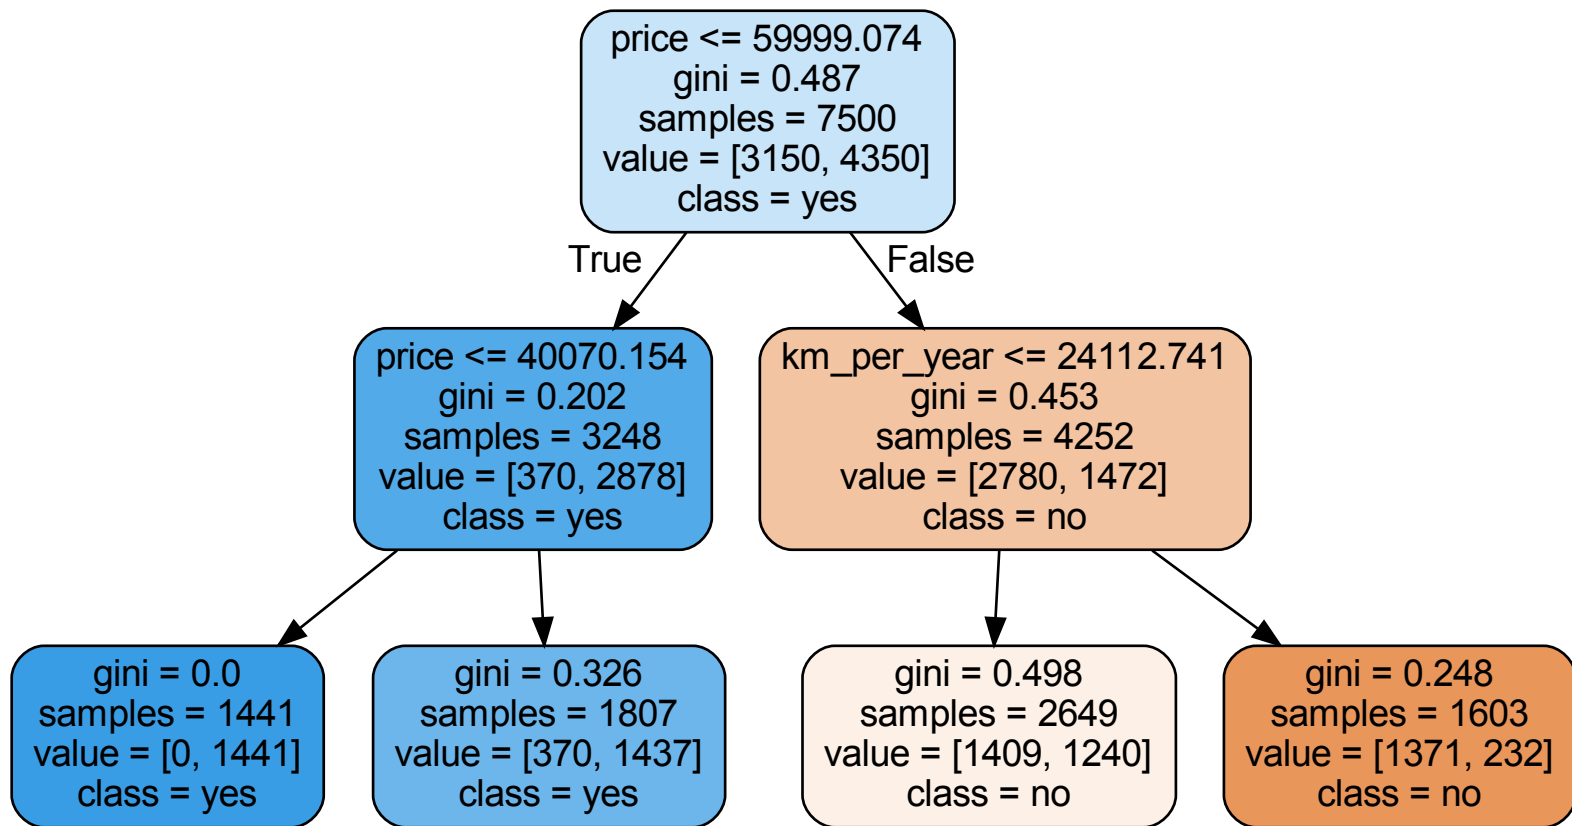 price <= 59999.074
gini = 0.487
samples = 7500
value = [3150, 4350]
class = yes
True
False
price <= 40070.154
gini = 0.202
samples = 3248
value = [370, 2878]
class = yes
km_per_year <= 24112.741
gini = 0.453
samples = 4252
value = [2780, 1472]
class = no
gini = 0.0
samples = 1441
value = [0, 1441]
class = yes
gini = 0.326
samples = 1807
value = [370, 1437]
class = yes
gini = 0.498
samples = 2649
value = [1409, 1240]
class = no
gini = 0.248
samples = 1603
value = [1371, 232]
class = no